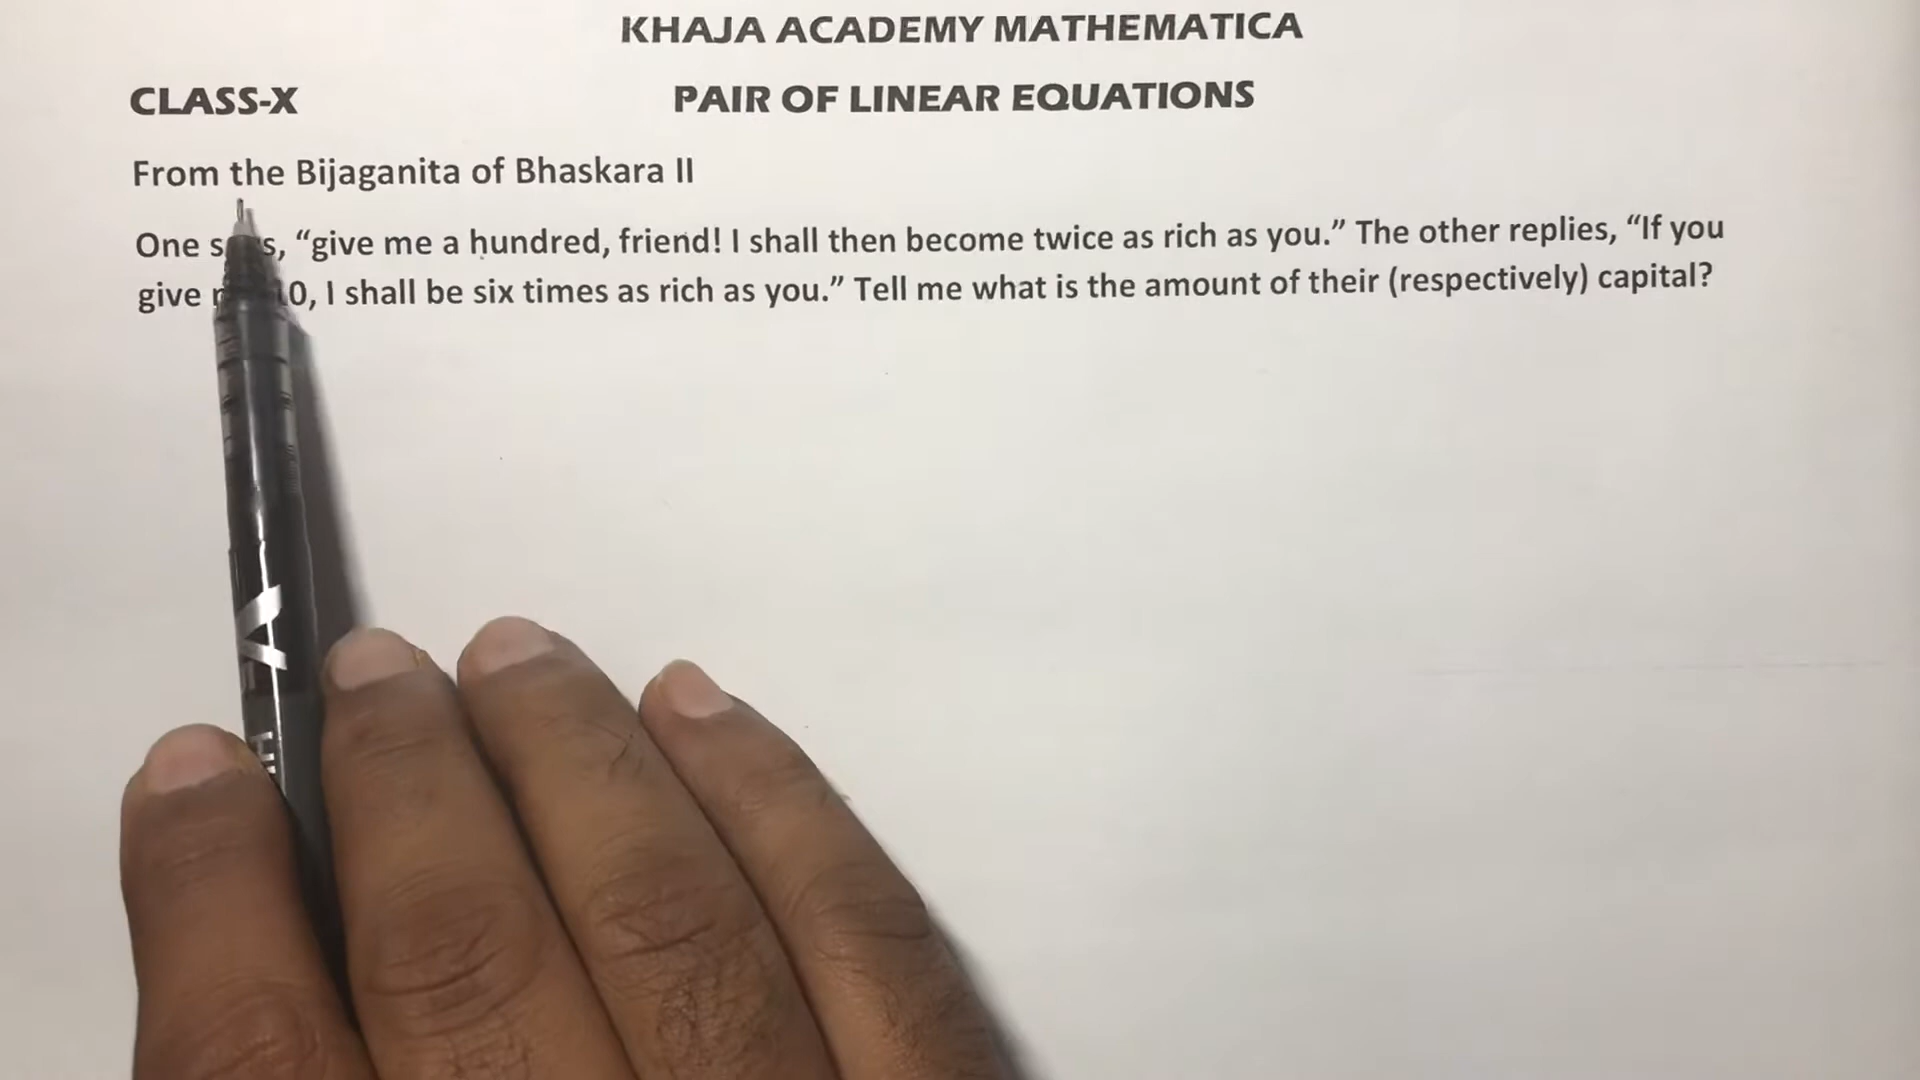 KHAJA ACADEMY MATHEMATICA
CLASS-X PAIR OF LINEAR EQUATIONS
From the Bijaganita of Bhaskara II
One “give me a hundred, friend! I shall then become twice as rich as you.” The other replies, “If you
give I shall be six times as rich as you.” Tell me what is the amount of their (respectively) capital?